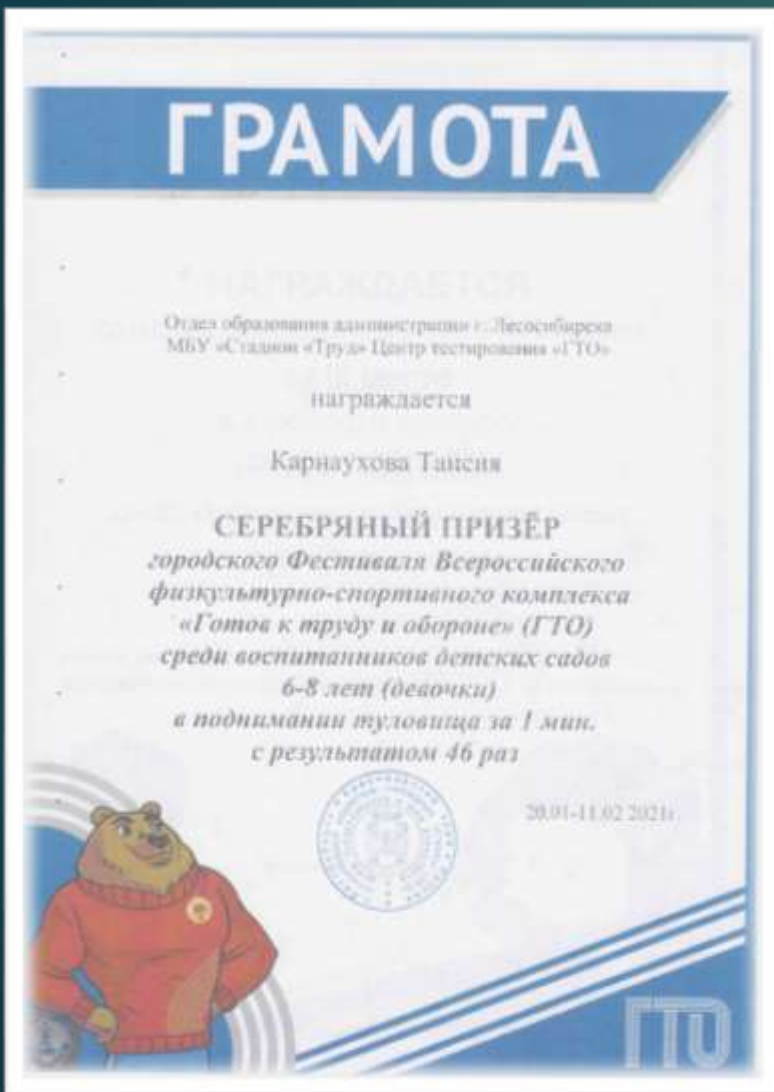 ГРАМОТА
Отдел образования администрации г. Лесосибирска
МБУ «Стадион «Труд» Центр тестирования «ГТО»
награждается
Карнаухова Таисия
СЕРЕБРЯНЫЙ ПРИЗЁР
городского Фестиваля Всероссийского
физкультурно-спортивного комплекса
«Готов к труду и обороне» (ГТО)
среди воспитанников детских садов
6-8 лет (девочки)
в поднимании туловища за 1 мин.
с результатом 46 раз
20.01-11.02 2021г.
ГТО